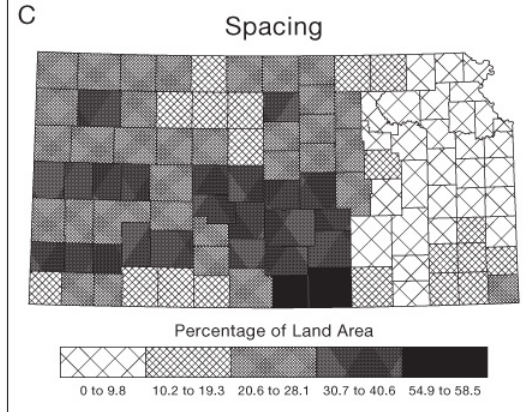 C
Spacing
Percentage of Land Area
0 to 9.8 10.2 to 19.3 20.6 to 28.1 30.7 to 40.6 54.9 to 58.5